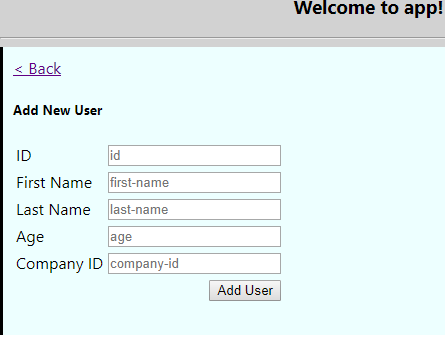 Welcome to app!
< Back
Add New User
ID id
First Name first-name
Last Name last-name
Age age
Company ID company-id
Add User